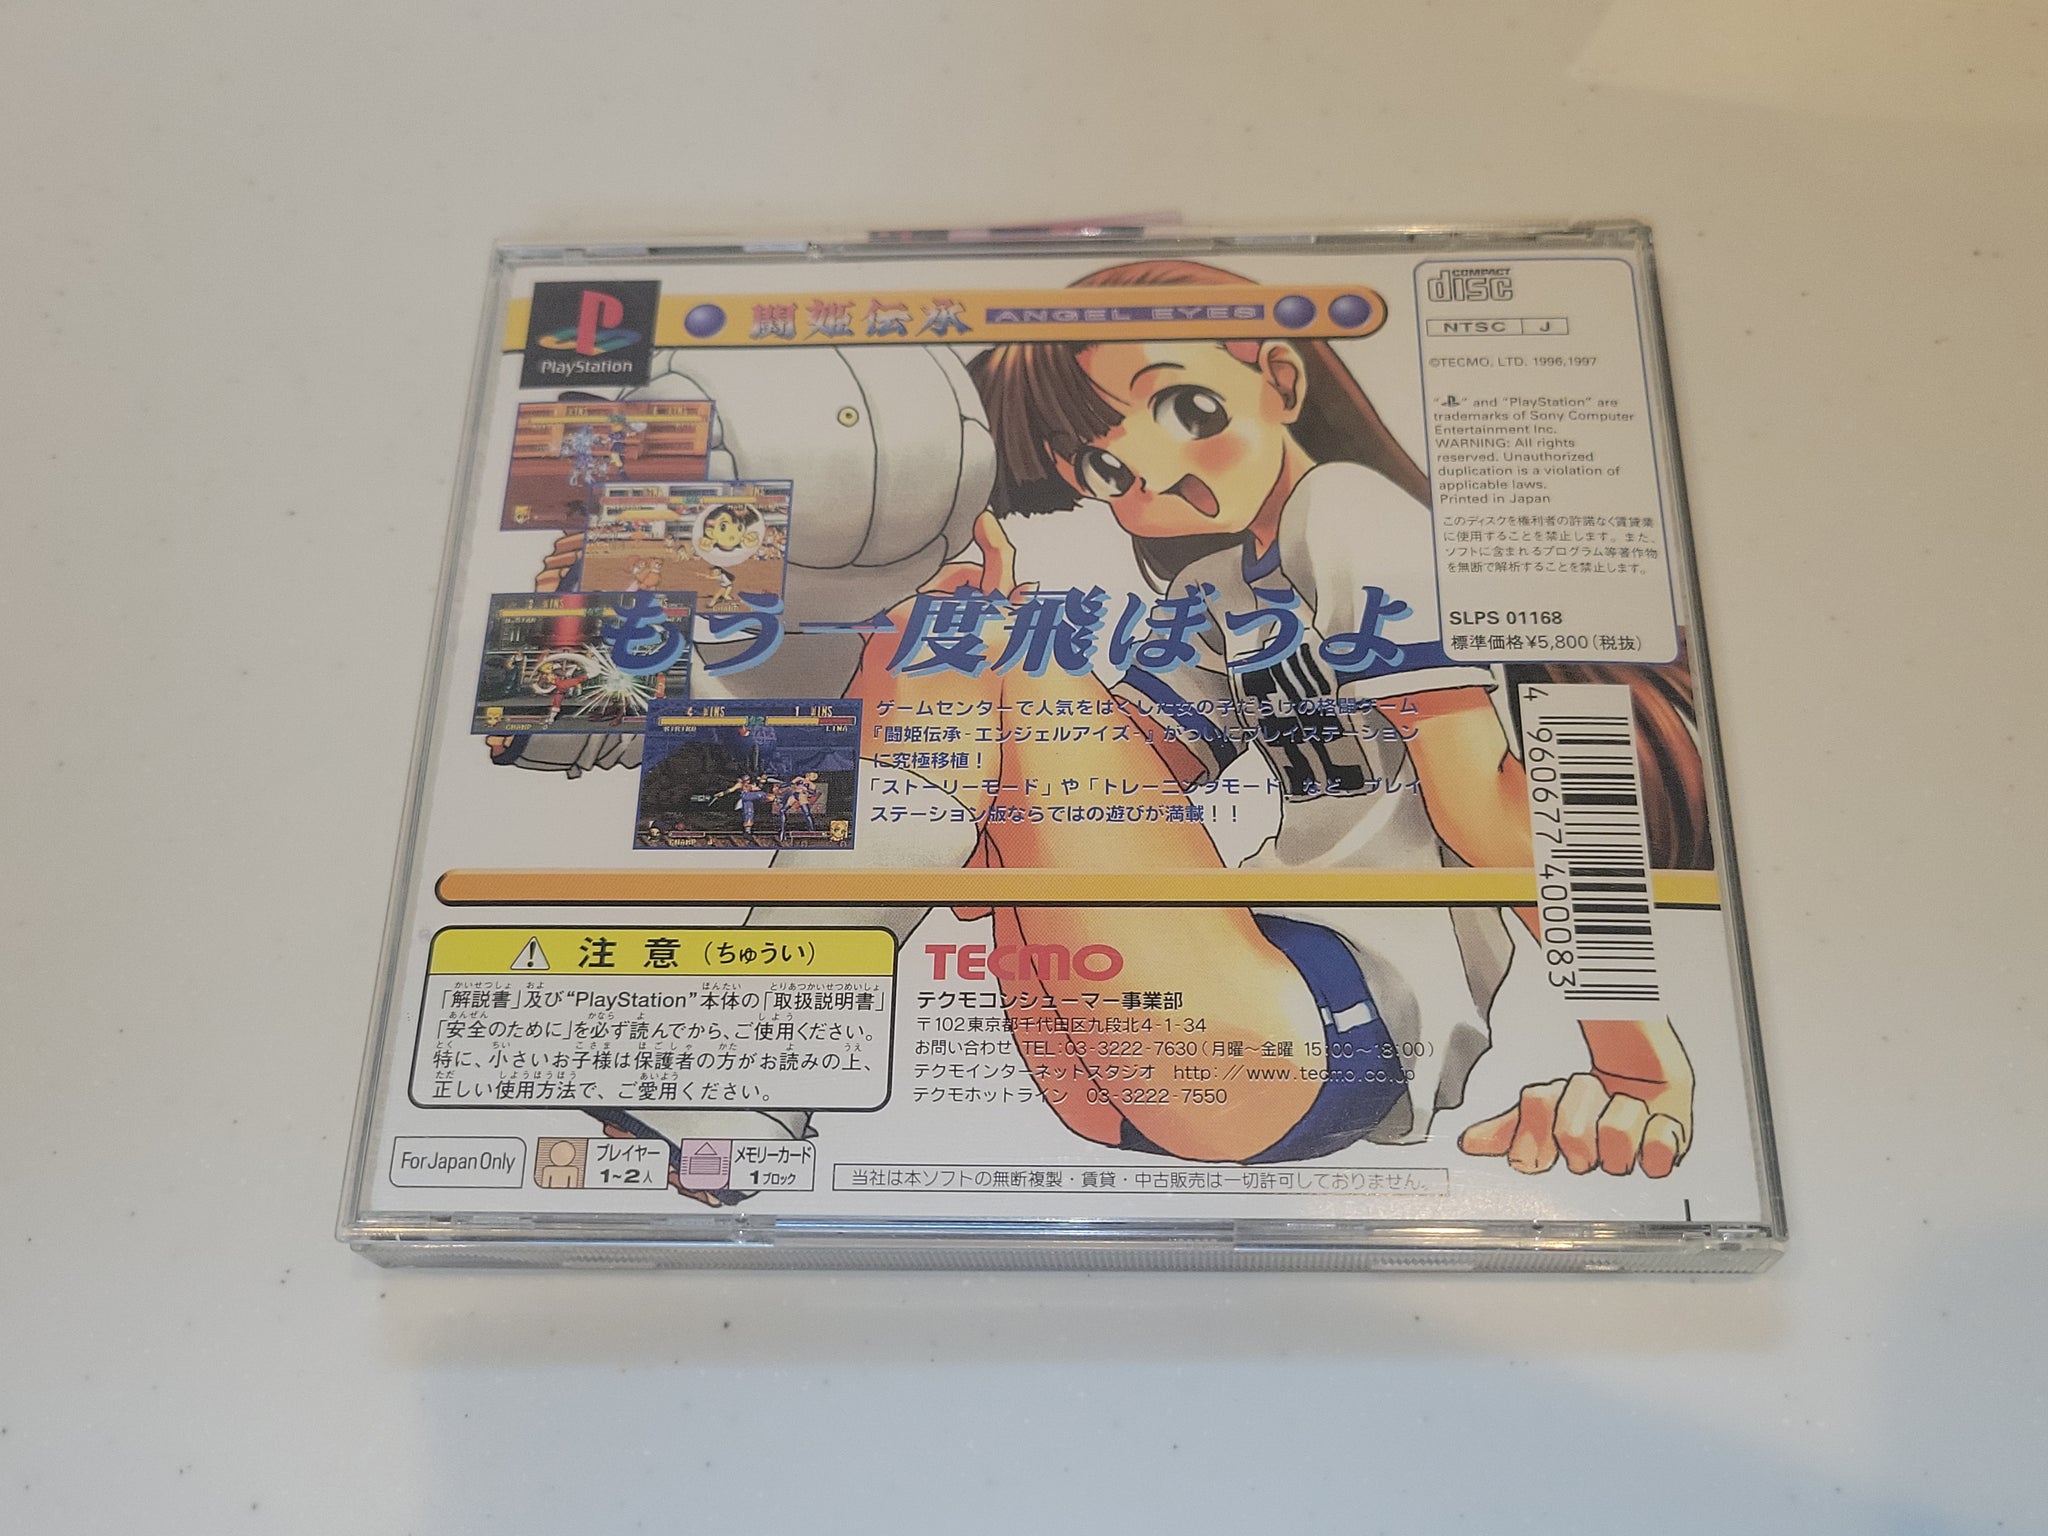 PlayStation
闘姫伝承 ANGEL EYES
COMPACT
disc
NTSC J
©TECMO, LTD. 1996,1997
" " and "PlayStation" are
trademarks of Sony Computer
Entertainment Inc.
WARNING: All rights
reserved. Unauthorized
duplication is a violation of
applicable laws.
Printed in Japan
このディスクを権利者の許諾なく賃貸業
に使用することを禁止します。また、
ソフトに含まれるプログラム等著作物
を無断で解析することを禁止します。
SLPS 01168
標準価格¥5,800(税抜)
4 960677 400083
もう一度飛ぼうよ
ゲームセンターで人気をはくした女の子だらけの格闘ゲーム
『闘姫伝承-エンジェルアイズ-』がついにプレイステーション
に究極移植!
「ストーリーモード」や「トレーニングモード」など、プレイ
ステーション版ならではの遊びが満載!!
4 WINS 1 WINS
LINA
注意(ちゅうい)
「解説書」及び"PlayStation"本体の「取扱説明書」
「安全のために」を必ず読んでから、ご使用ください。
特に、小さいお子様は保護者の方がお読みの上、
正しい使用方法で、ご愛用ください。
TECMO
テクモコンシューマー事業部
〒102東京都千代田区九段北4-1-34
お問い合わせ TEL:03-3222-7630(月曜~金曜 15:00~18:00)
テクモインターネットスタジオ http://www.tecmo.co.jp
テクモホットライン 03-3222-7550
For Japan Only
プレイヤー
1~2人
メモリーカード
1ブロック
当社は本ソフトの無断複製・賃貸・中古販売は一切許可しておりません。